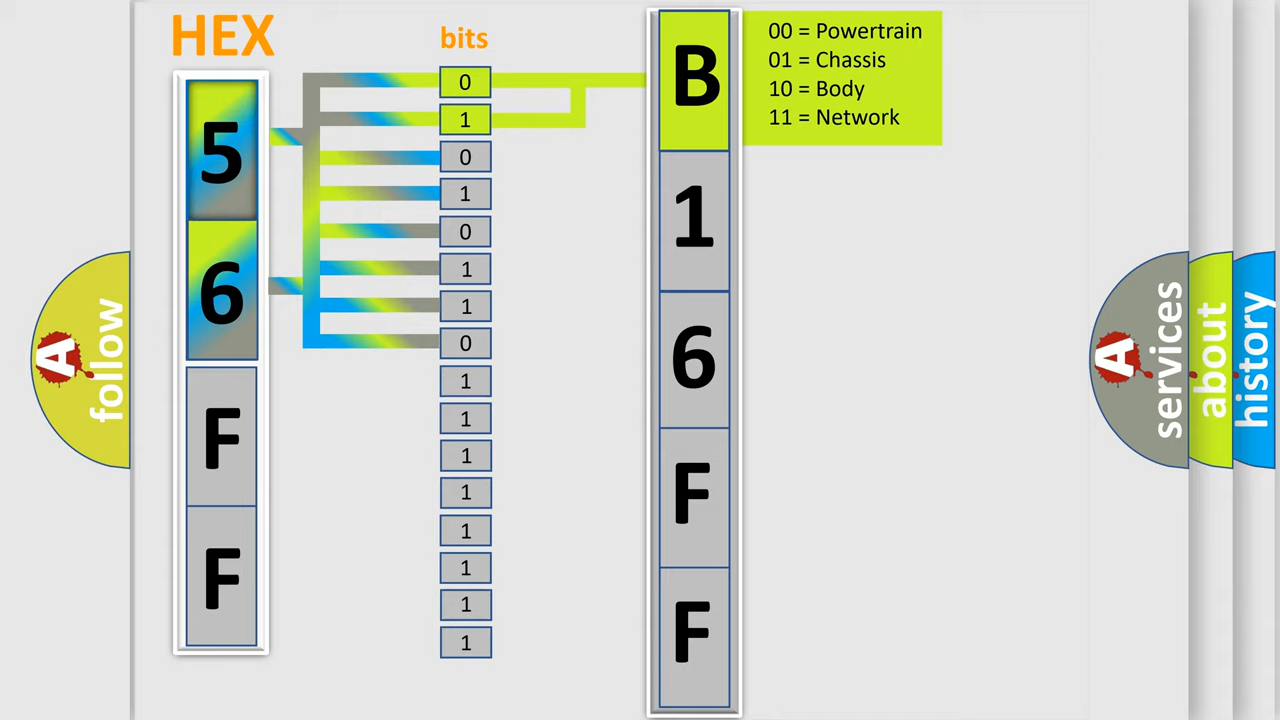 HEX
bits
5
6
F
F
0
1
0
1
0
1
1
0
1
1
1
1
1
1
1
1
B
1
6
F
F
00 = Powertrain
01 = Chassis
10 = Body
11 = Network
A
follow
A
services
about
history